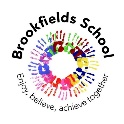 Brookfields School
Enjoy, believe, achieve together